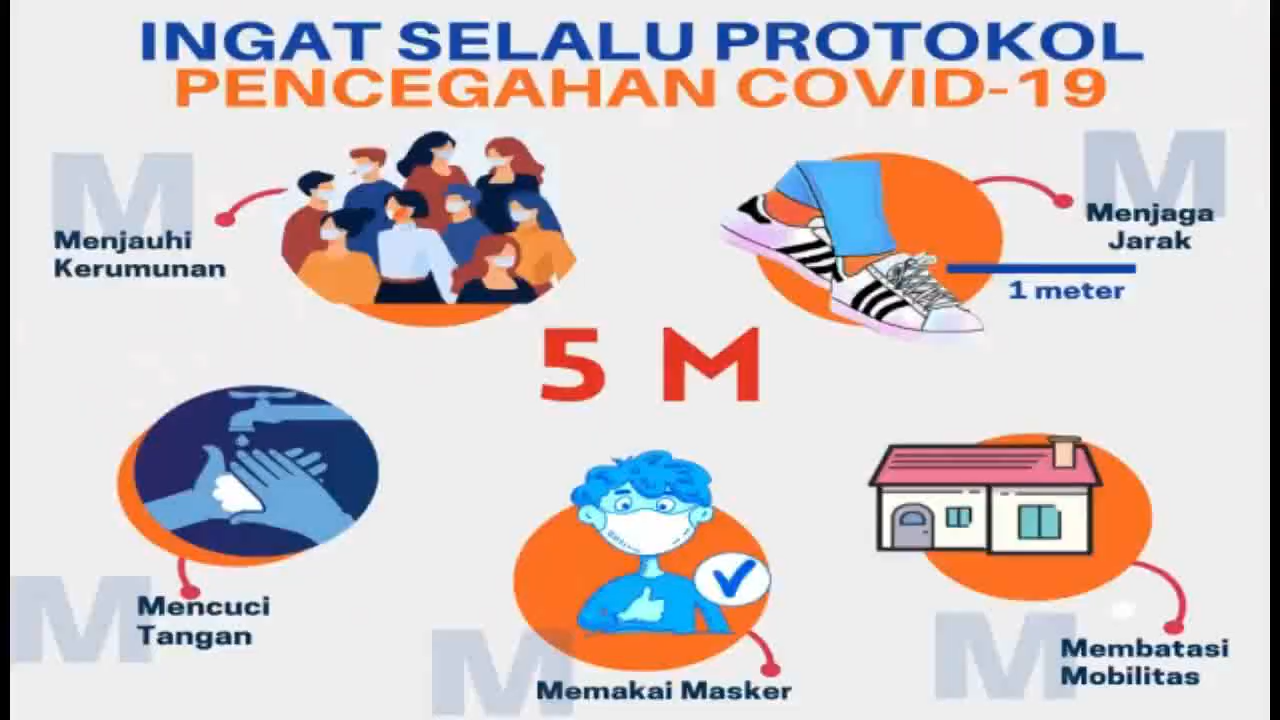 INGAT SELALU PROTOKOL
PENCEGAHAN COVID-19
M
Menjauhi
Kerumunan
M
Menjaga
Jarak
1 meter
5 M
M
Mencuci
Tangan
M
Memakai Masker
M
Membatasi
Mobilitas